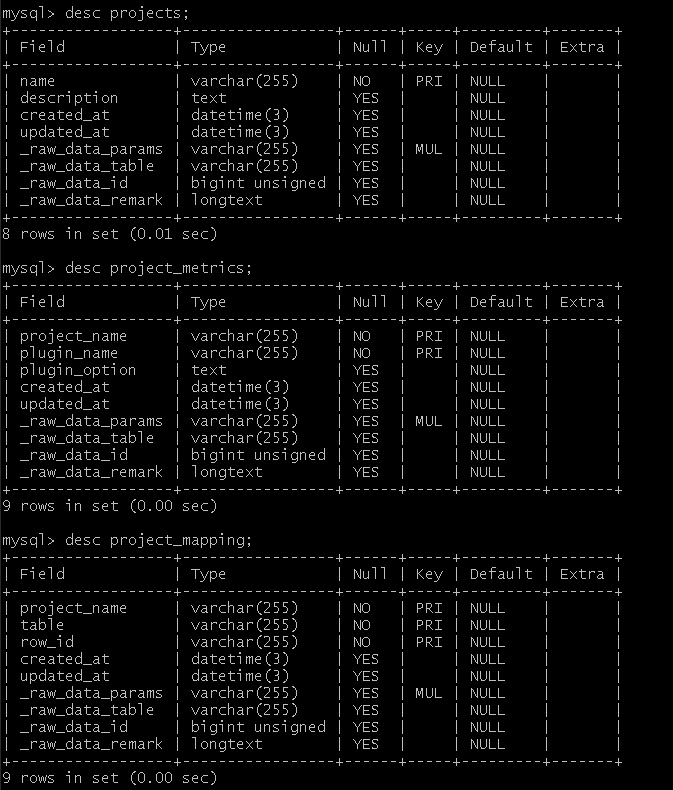 mysql> desc projects;
+------------------+-----------------+------+-----+---------+-------+
| Field            | Type            | Null | Key | Default | Extra |
+------------------+-----------------+------+-----+---------+-------+
| name             | varchar(255)    | NO   | PRI | NULL    |       |
| description      | text            | YES  |     | NULL    |       |
| created_at       | datetime(3)     | YES  |     | NULL    |       |
| updated_at       | datetime(3)     | YES  |     | NULL    |       |
| _raw_data_params | varchar(255)    | YES  | MUL | NULL    |       |
| _raw_data_table  | varchar(255)    | YES  |     | NULL    |       |
| _raw_data_id     | bigint unsigned | YES  |     | NULL    |       |
| _raw_data_remark | longtext        | YES  |     | NULL    |       |
+------------------+-----------------+------+-----+---------+-------+
8 rows in set (0.01 sec)

mysql> desc project_metrics;
+------------------+-----------------+------+-----+---------+-------+
| Field            | Type            | Null | Key | Default | Extra |
+------------------+-----------------+------+-----+---------+-------+
| project_name     | varchar(255)    | NO   | PRI | NULL    |       |
| plugin_name      | varchar(255)    | NO   | PRI | NULL    |       |
| plugin_option    | text            | YES  |     | NULL    |       |
| created_at       | datetime(3)     | YES  |     | NULL    |       |
| updated_at       | datetime(3)     | YES  |     | NULL    |       |
| _raw_data_params | varchar(255)    | YES  | MUL | NULL    |       |
| _raw_data_table  | varchar(255)    | YES  |     | NULL    |       |
| _raw_data_id     | bigint unsigned | YES  |     | NULL    |       |
| _raw_data_remark | longtext        | YES  |     | NULL    |       |
+------------------+-----------------+------+-----+---------+-------+
9 rows in set (0.00 sec)

mysql> desc project_mapping;
+------------------+-----------------+------+-----+---------+-------+
| Field            | Type            | Null | Key | Default | Extra |
+------------------+-----------------+------+-----+---------+-------+
| project_name     | varchar(255)    | NO   | PRI | NULL    |       |
| table            | varchar(255)    | NO   | PRI | NULL    |       |
| row_id           | varchar(255)    | NO   | PRI | NULL    |       |
| created_at       | datetime(3)     | YES  |     | NULL    |       |
| updated_at       | datetime(3)     | YES  |     | NULL    |       |
| _raw_data_params | varchar(255)    | YES  | MUL | NULL    |       |
| _raw_data_table  | varchar(255)    | YES  |     | NULL    |       |
| _raw_data_id     | bigint unsigned | YES  |     | NULL    |       |
| _raw_data_remark | longtext        | YES  |     | NULL    |       |
+------------------+-----------------+------+-----+---------+-------+
9 rows in set (0.00 sec)